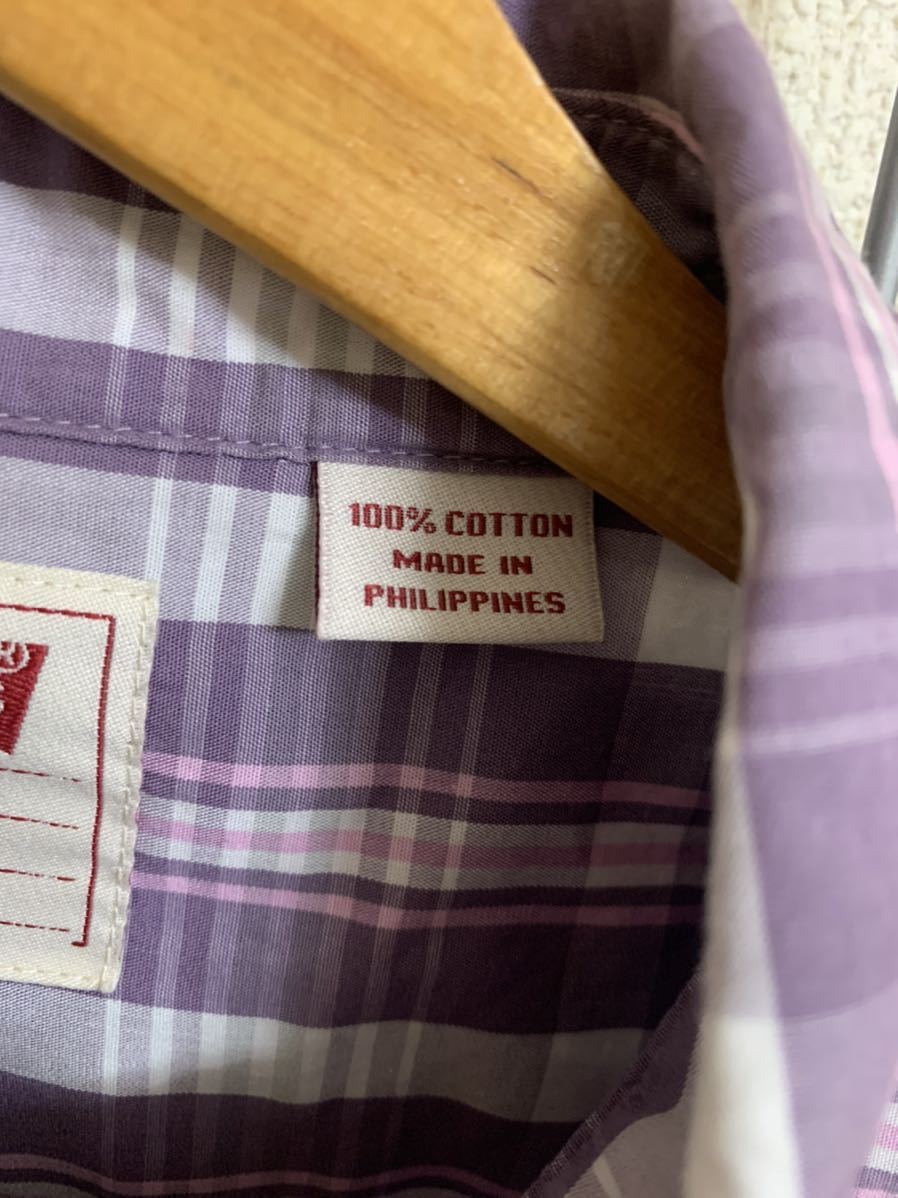 100% COTTON
MADE IN
PHILIPPINES
®